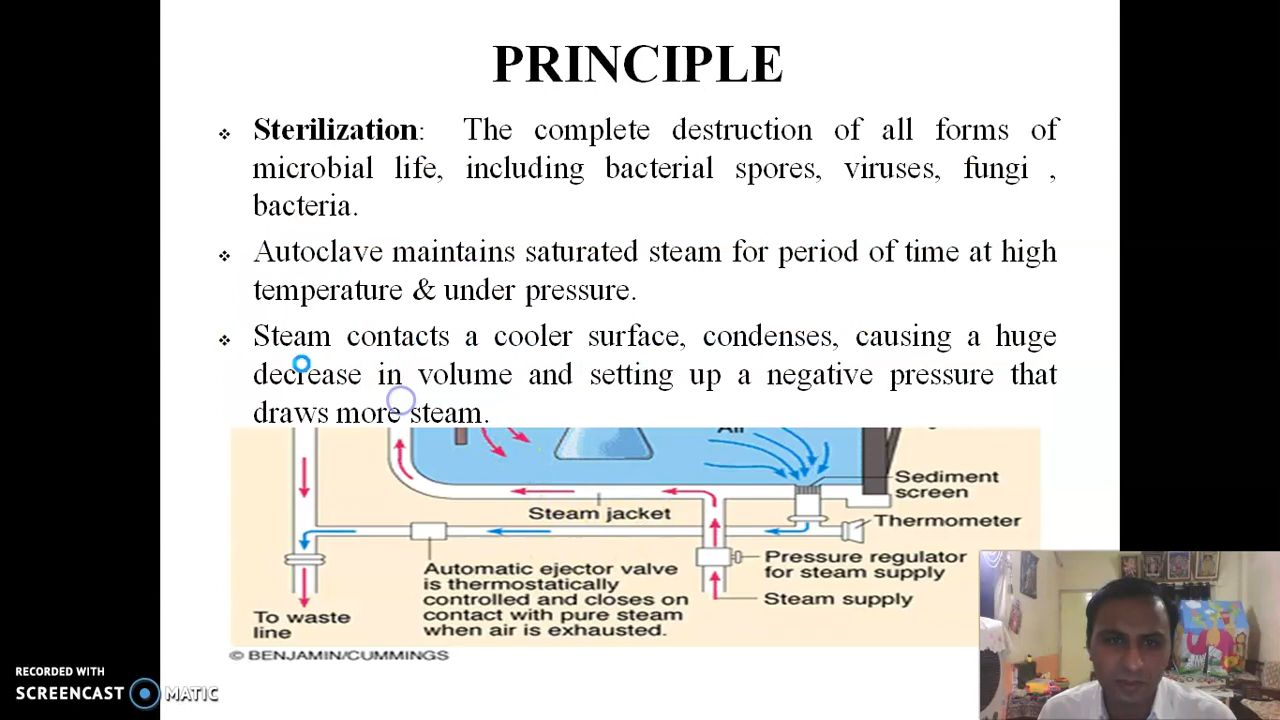 PRINCIPLE
❖ Sterilization: The complete destruction of all forms of
microbial life, including bacterial spores, viruses, fungi ,
bacteria.
❖ Autoclave maintains saturated steam for period of time at high
temperature & under pressure.
❖ Steam contacts a cooler surface, condenses, causing a huge
decrease in volume and setting up a negative pressure that
draws more steam.
Sediment
screen
Steam jacket
Thermometer
Automatic ejector valve
is thermostatically
controlled and closes on
contact with pure steam
when air is exhausted.
Pressure regulator
for steam supply
Steam supply
To waste
line
© BENJAMIN/CUMMINGS
RECORDED WITH
SCREENCAST MATIC